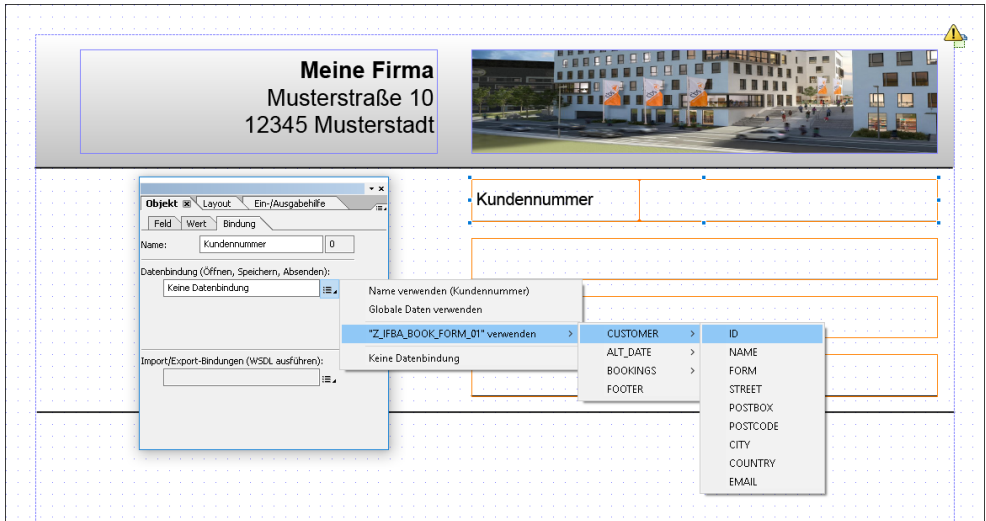 Meine Firma
Musterstraße 10
12345 Musterstadt
Kundennummer
Objekt Layout Ein-/Ausgabehilfe
Feld Wert Bindung
Name: Kundennummer 0
Datenbindung (Öffnen, Speichern, Absenden):
Keine Datenbindung
Import/Export-Bindungen (WSDL ausführen):
Name verwenden (Kundennummer)
Globale Daten verwenden
"Z_IFBA_BOOK_FORM_01" verwenden
Keine Datenbindung
CUSTOMER
ALT_DATE
BOOKINGS
FOOTER
ID
NAME
FORM
STREET
POSTBOX
POSTCODE
CITY
COUNTRY
EMAIL